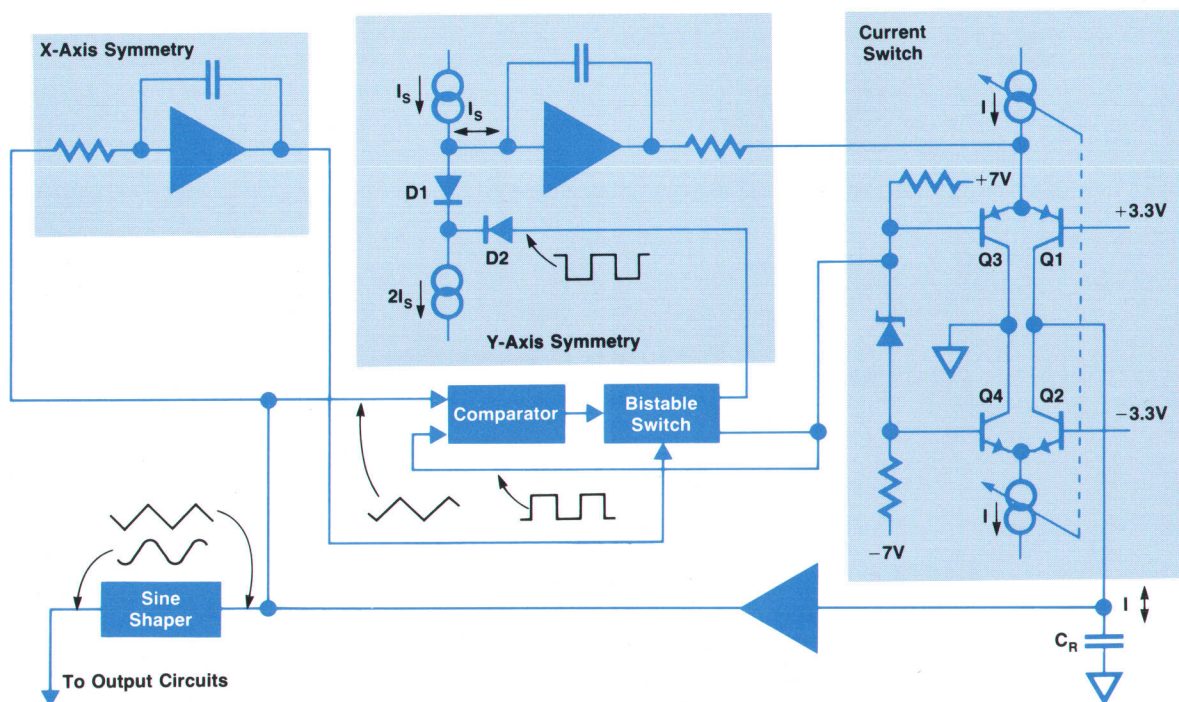 X-Axis Symmetry
I_S
I_S
D1
D2
2I_S
Y-Axis Symmetry
Current
Switch
I
+7V
+3.3V
Q3
Q1
Q4
Q2
−3.3V
I
−7V
Comparator
Bistable
Switch
Sine
Shaper
To Output Circuits
I
C_R